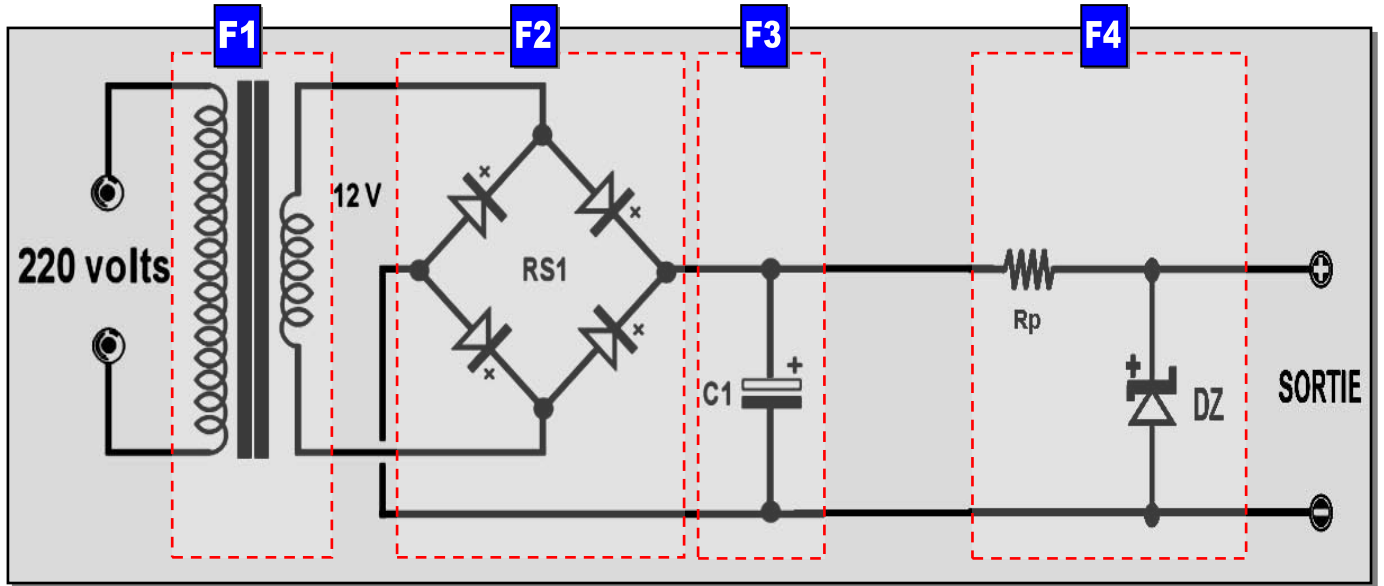 F1
F2
F3
F4
12 V
220 volts
RS1
Rp
C1
+
+
DZ
SORTIE
x
x
x
x
+
-